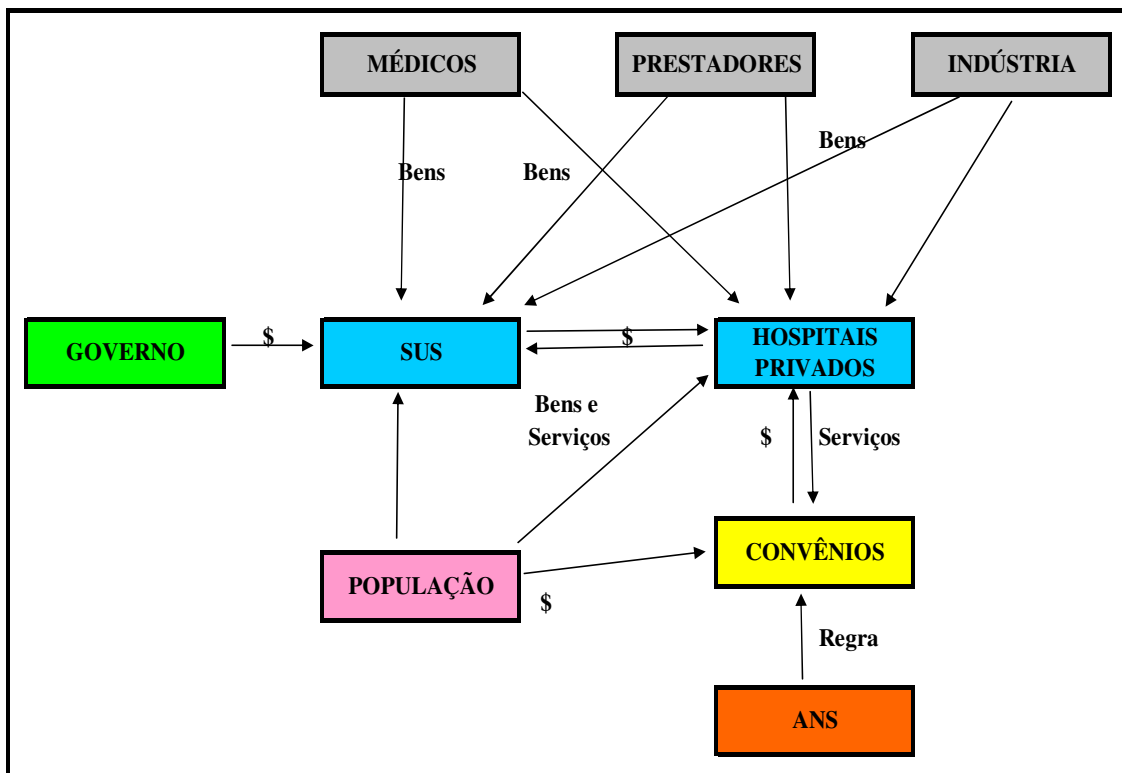 MÉDICOS
PRESTADORES
INDÚSTRIA
Bens
Bens
Bens
GOVERNO
$
SUS
$
HOSPITAIS
PRIVADOS
Bens e
Serviços
$
Serviços
POPULAÇÃO
$
CONVÊNIOS
Regra
ANS